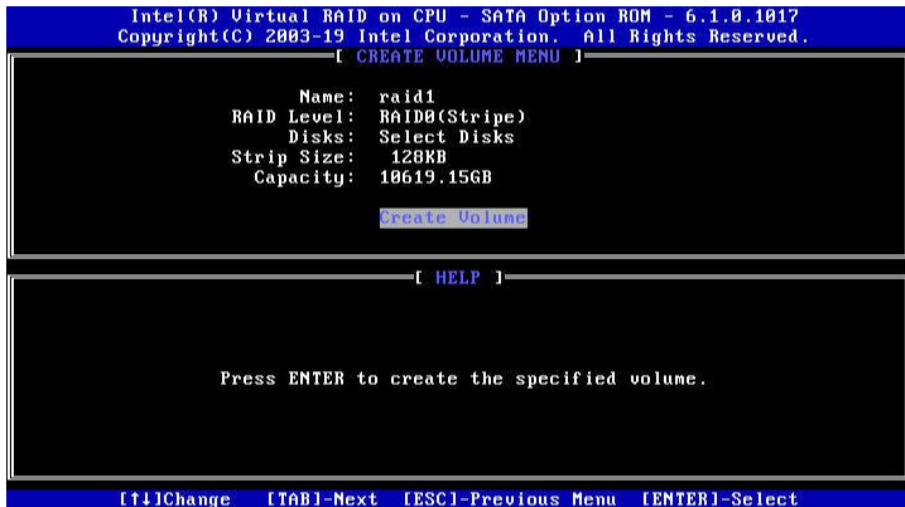 Intel(R) Virtual RAID on CPU - SATA Option ROM - 6.1.0.1017
Copyright(C) 2003-19 Intel Corporation.  All Rights Reserved.
[ CREATE VOLUME MENU ]
Name: raid1
RAID Level: RAID0(Stripe)
Disks: Select Disks
Strip Size: 128KB
Capacity: 10619.15GB
Create Volume
[ HELP ]
Press ENTER to create the specified volume.
[↑↓]Change [TAB]-Next [ESC]-Previous Menu [ENTER]-Select